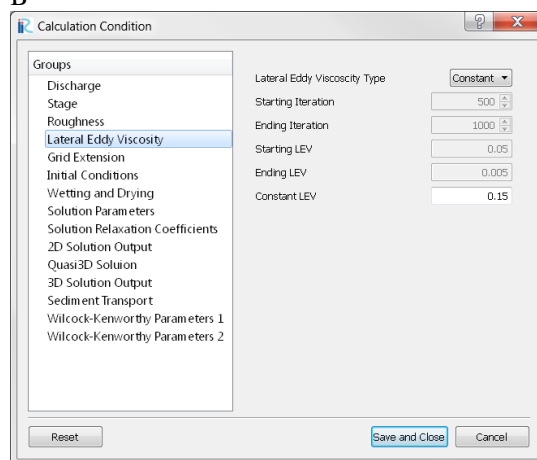 B
Calculation Condition
Groups
Discharge
Stage
Roughness
Lateral Eddy Viscosity
Grid Extension
Initial Conditions
Wetting and Drying
Solution Parameters
Solution Relaxation Coefficients
2D Solution Output
Quasi3D Soluion
3D Solution Output
Sediment Transport
Wilcock-Kenworthy Parameters 1
Wilcock-Kenworthy Parameters 2
Lateral Eddy Viscoscity Type Constant
Starting Iteration 500
Ending Iteration 1000
Starting LEV 0.05
Ending LEV 0.005
Constant LEV 0.15
Reset Save and Close Cancel